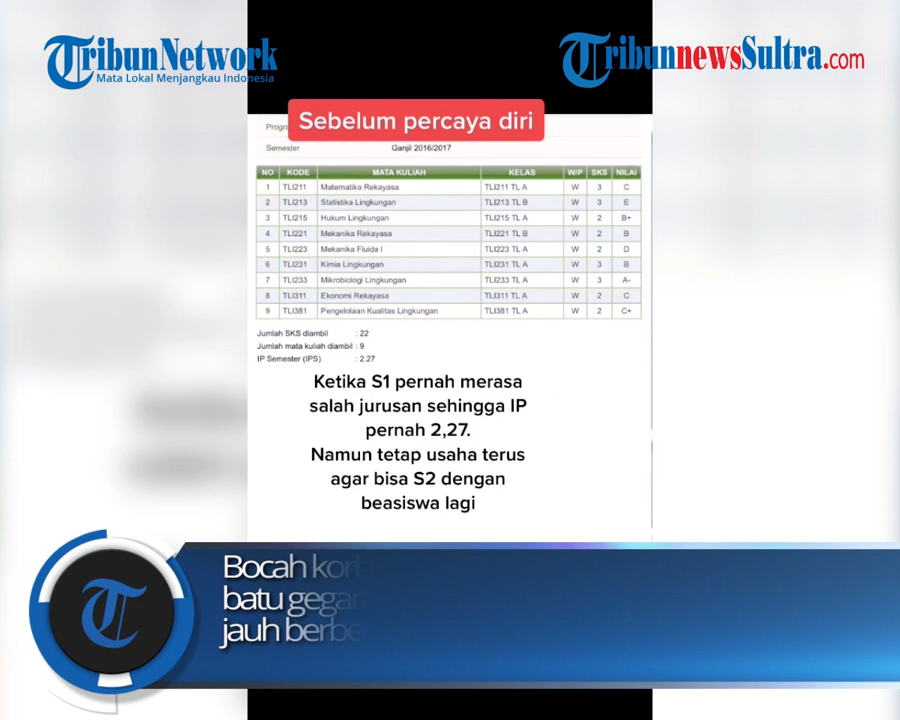 TribunNetwork
Mata Lokal Menjangkau Indonesia
TribunnewsSultra.com
Sebelum percaya diri
Semester Ganjil 2016/2017
NO KODE MATA KULIAH KELAS W/P SKS NILAI
1 TLI211 Matematika Rekayasa TLI211 TL A W 3 C
2 TLI213 Statistika Lingkungan TLI213 TL B W 3 E
3 TLI215 Hukum Lingkungan TLI215 TL A W 2 B+
4 TLI221 Mekanika Rekayasa TLI221 TL B W 2 B
5 TLI223 Mekanika Fluida I TLI223 TL A W 2 D
6 TLI231 Kimia Lingkungan TLI231 TL A W 3 B
7 TLI233 Mikrobiologi Lingkungan TLI233 TL A W 3 A-
8 TLI311 Ekonomi Rekayasa TLI311 TL A W 2 C
9 TLI381 Pengelolaan Kualitas Lingkungan TLI381 TL A W 2 C+
Jumlah SKS diambil : 22
Jumlah mata kuliah diambil : 9
IP Semester (IPS) : 2.27
Ketika S1 pernah merasa
salah jurusan sehingga IP
pernah 2,27.
Namun tetap usaha terus
agar bisa S2 dengan
beasiswa lagi
Bocah
batu
jauh